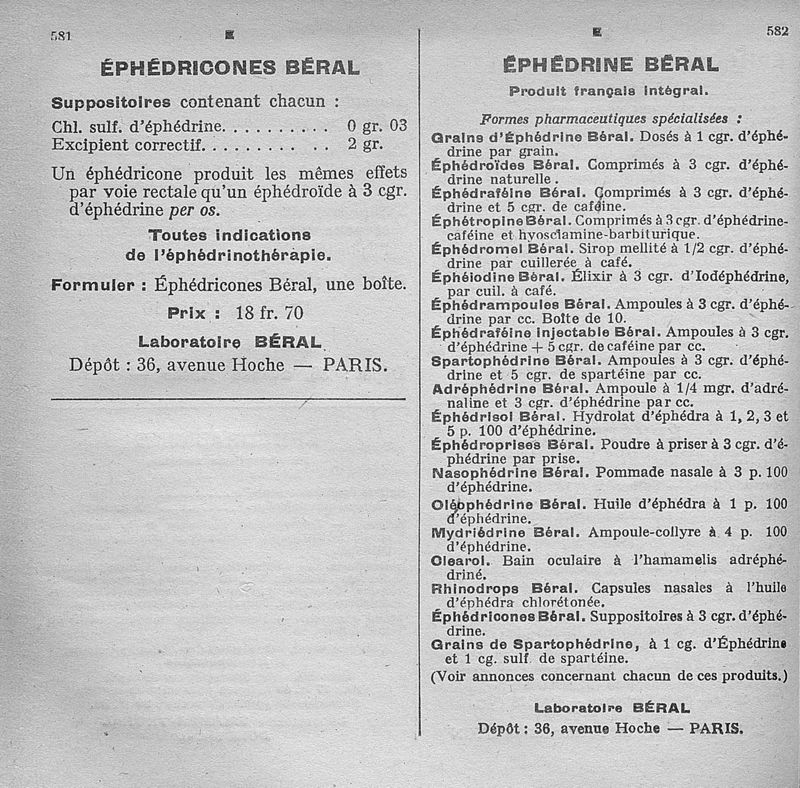 581
E
ÉPHÉDRICONES BÉRAL
Suppositoires contenant chacun :
Chl. sulf. d'éphédrine. . . . . . . . . . 0 gr. 03
Excipient correctif. . . . . . . . . . . 2 gr.
Un éphédricone produit les mêmes effets
par voie rectale qu'un éphédroïde à 3 cgr.
d'éphédrine per os.
Toutes indications
de l'éphédrinothérapie.
Formuler : Éphédricones Béral, une boîte.
Prix : 18 fr. 70
Laboratoire BÉRAL
Dépôt : 36, avenue Hoche — PARIS.
E
582
ÉPHÉDRINE BÉRAL
Produit français intégral.
Formes pharmaceutiques spécialisées :
Grains d'Éphédrine Béral. Dosés à 1 cgr. d'éphé-
drine par grain.
Éphédroïdes Béral. Comprimés à 3 cgr. d'éphé-
drine naturelle .
Éphédraféine Béral. Comprimés à 3 cgr. d'éphé-
drine et 5 cgr. de caféine.
Éphétropine Béral. Comprimés à 3 cgr. d'éphédrine-
caféine et hyosciamine-barbiturique.
Éphédromel Béral. Sirop mellité à 1/2 cgr. d'éphé-
drine par cuillerée à café.
Éphéiodine Béral. Élixir à 3 cgr. d'Iodéphédrine,
par cuil. à café.
Éphédrampoules Béral. Ampoules à 3 cgr. d'éphé-
drine par cc. Boîte de 10.
Éphédraféine injectable Béral. Ampoules à 3 cgr.
d'éphédrine + 5 cgr. de caféine par cc.
Spartophédrine Béral. Ampoules à 3 cgr. d'éphé-
drine et 5 cgr. de spartéine par cc.
Adréphédrine Béral. Ampoule à 1/4 mgr. d'adré-
naline et 3 cgr. d'éphédrine par cc.
Éphédrisol Béral. Hydrolat d'éphédra à 1, 2, 3 et
5 p. 100 d'éphédrine.
Éphédroprises Béral. Poudre à priser à 3 cgr. d'é-
phédrine par prise.
Nasophédrine Béral. Pommade nasale à 3 p. 100
d'éphédrine.
Oléophédrine Béral. Huile d'éphédra à 1 p. 100
d'éphédrine.
Mydriédrine Béral. Ampoule-collyre à 4 p. 100
d'éphédrine.
Olearol. Bain oculaire à l'hamamelis adréphé-
driné.
Rhinodrops Béral. Capsules nasales à l'huile
d'éphédra chlorétonée.
Éphédricones Béral. Suppositoires à 3 cgr. d'éphé-
drine.
Grains de Spartophédrine, à 1 cg. d'Éphédrine
et 1 cg. sulf. de spartéine.
(Voir annonces concernant chacun de ces produits.)
Laboratoire BÉRAL
Dépôt : 36, avenue Hoche — PARIS.